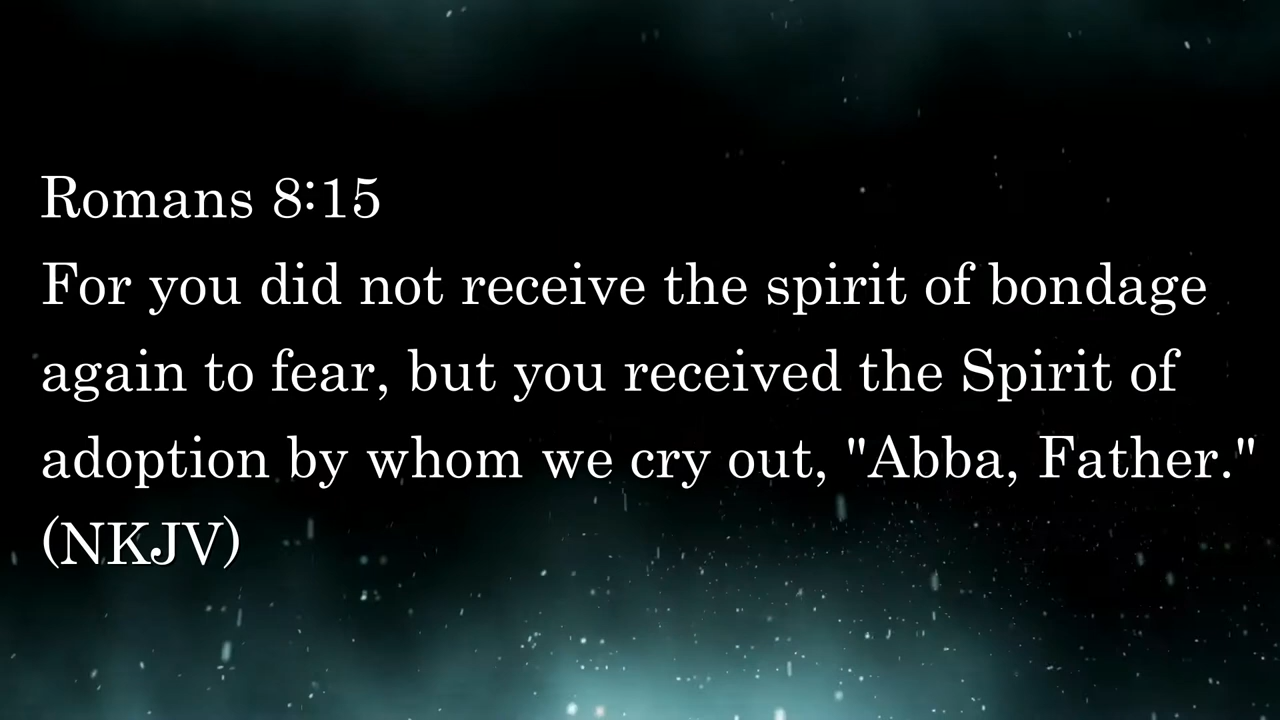 Romans 8:15
For you did not receive the spirit of bondage
again to fear, but you received the Spirit of
adoption by whom we cry out, "Abba, Father."
(NKJV)